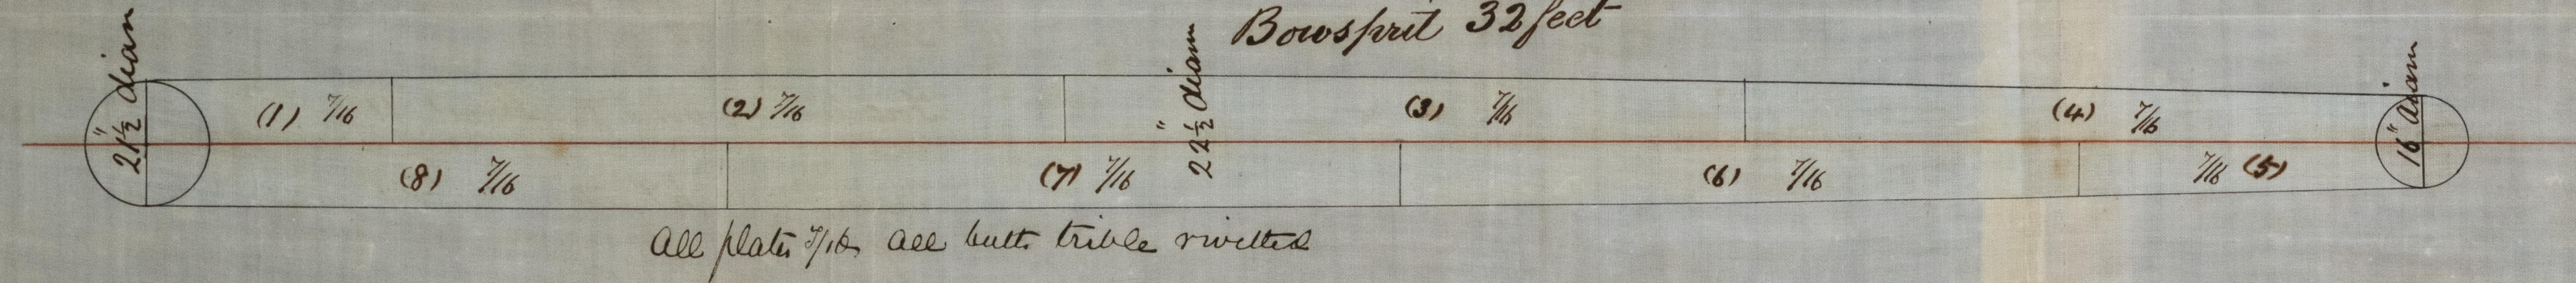 Bowsprit 32 feet
21½" diam
22½" diam
16" diam
(1) 7/16
(2) 7/16
(3) 7/16
(4) 7/16
(8) 7/16
(7) 7/16
(6) 7/16
7/16 (5)
All plates 7/16 All butts trible rivetted